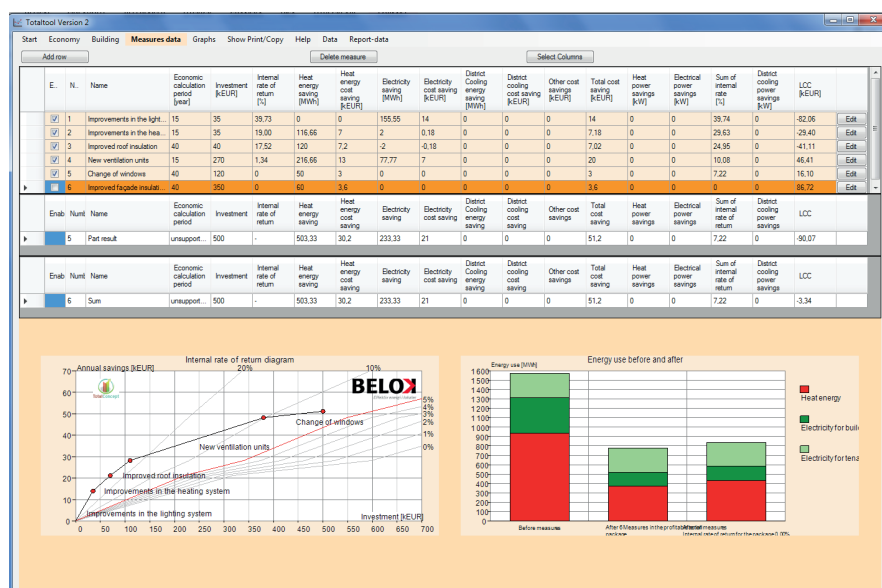 Totaltool Version 2
Start Economy Building Measures data Graphs Show Print/Copy Help Data Report-data
Add row Delete measure Select Columns
E.. N.. Name Economic calculation period [year] Investment [kEUR] Internal rate of return [%] Heat energy saving [MWh] Heat energy cost saving [kEUR] Electricity saving [MWh] Electricity cost saving [kEUR] District Cooling energy saving [MWh] District cooling cost saving [kEUR] Other cost savings [kEUR] Total cost saving [kEUR] Heat power savings [kW] Electrical power savings [kW] Sum of internal rate [%] District cooling power savings [kW] LCC [kEUR]
1 Improvements in the light... 15 35 39,73 0 0 155,55 14 0 0 0 14 0 0 39,74 0 -82,06 Edit
2 Improvements in the hea... 15 35 19,00 116,66 7 2 0,18 0 0 0 7,18 0 0 29,63 0 -29,40 Edit
3 Improved roof insulation 40 40 17,52 120 7,2 -2 -0,18 0 0 0 7,02 0 0 24,95 0 -41,11 Edit
4 New ventilation units 15 270 1,34 216,66 13 77,77 7 0 0 0 20 0 0 10,08 0 46,41 Edit
5 Change of windows 40 120 0 50 3 0 0 0 0 0 3 0 0 7,22 0 16,10 Edit
6 Improved façade insulati... 40 350 0 60 3,6 0 0 0 0 0 3,6 0 0 0 0 86,72 Edit
Enab Numb Name Economic calculation period Investment Internal rate of return Heat energy saving Heat energy cost saving Electricity saving Electricity cost saving District Cooling energy saving District cooling cost saving Other cost savings Total cost saving Heat power savings Electrical power savings Sum of internal rate of return District cooling power savings LCC
5 Part result unsupport... 500 - 503,33 30,2 233,33 21 0 0 0 51,2 0 0 7,22 0 -90,07
Enab Numb Name Economic calculation period Investment Internal rate of return Heat energy saving Heat energy cost saving Electricity saving Electricity cost saving District Cooling energy saving District cooling cost saving Other cost savings Total cost saving Heat power savings Electrical power savings Sum of internal rate of return District cooling power savings LCC
6 Sum unsupport... 500 - 503,33 30,2 233,33 21 0 0 0 51,2 0 0 7,22 0 -3,34
Internal rate of return diagram
Annual savings [kEUR]
20% 10%
BELOK
70
60
50
40
30
20
10
0
5%
4%
3%
2%
1%
0%
Change of windows
New ventilation units
Improved roof insulation
Improvements in the heating system
Improvements in the lighting system
Investment [kEUR]
0 50 100 150 200 250 300 350 400 450 500 550 600 650 700
Energy use before and after
Energy use [MWh]
1 600
1 500
1 400
1 300
1 200
1 100
1 000
900
800
700
600
500
400
300
200
100
0
Heat energy
Electricity for buil
Electricity for tena
Before measures
After 6 Measures in the profitable
package
measures
Internal rate of return for the package 0.00%